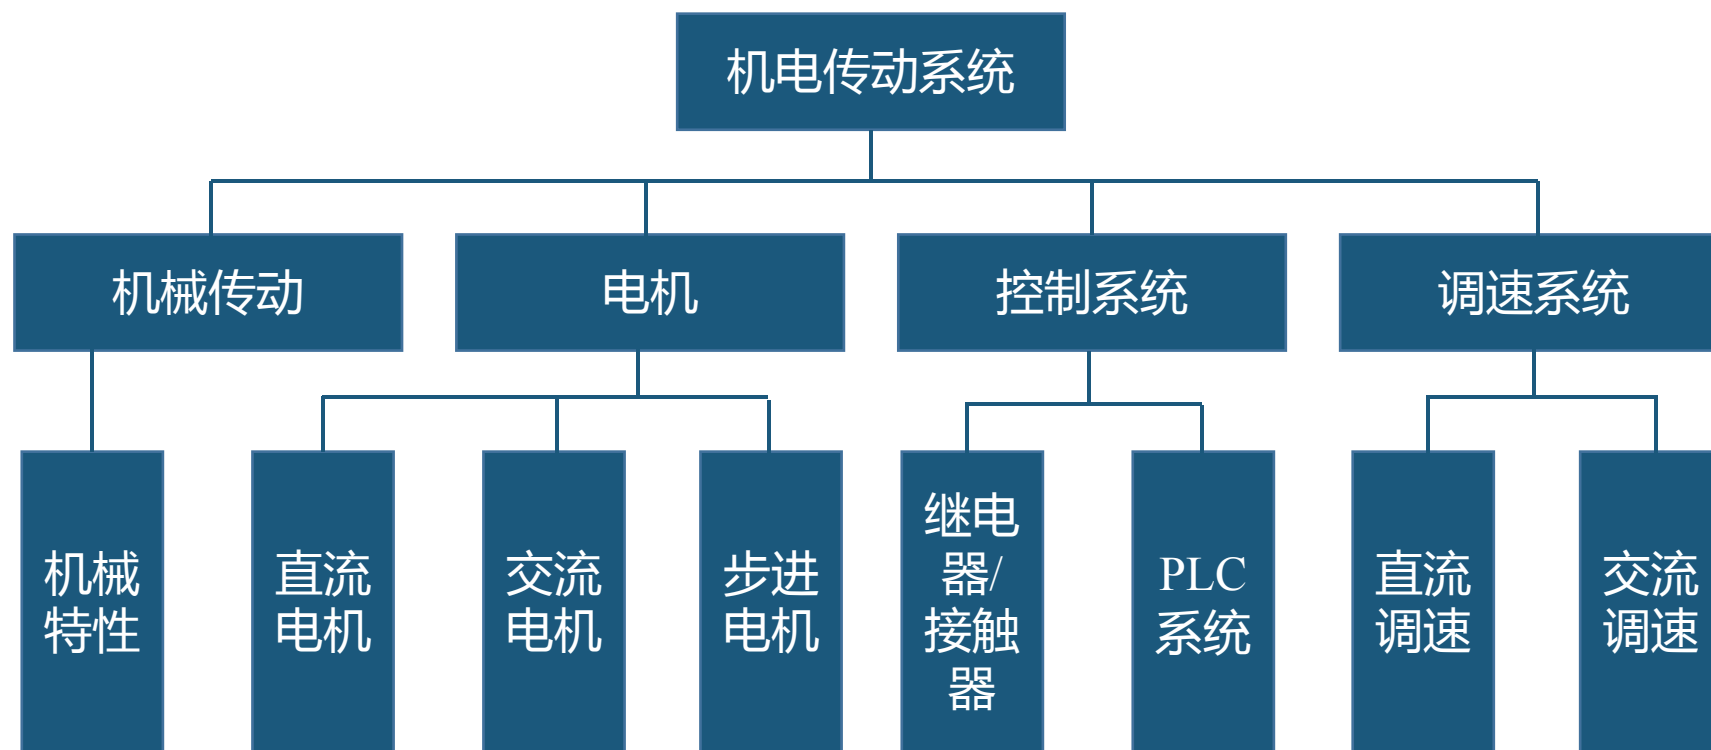 机电传动系统
机械传动
电机
控制系统
调速系统
机械
特性
直流
电机
交流
电机
步进
电机
继电
器/
接触
器
PLC
系统
直流
调速
交流
调速